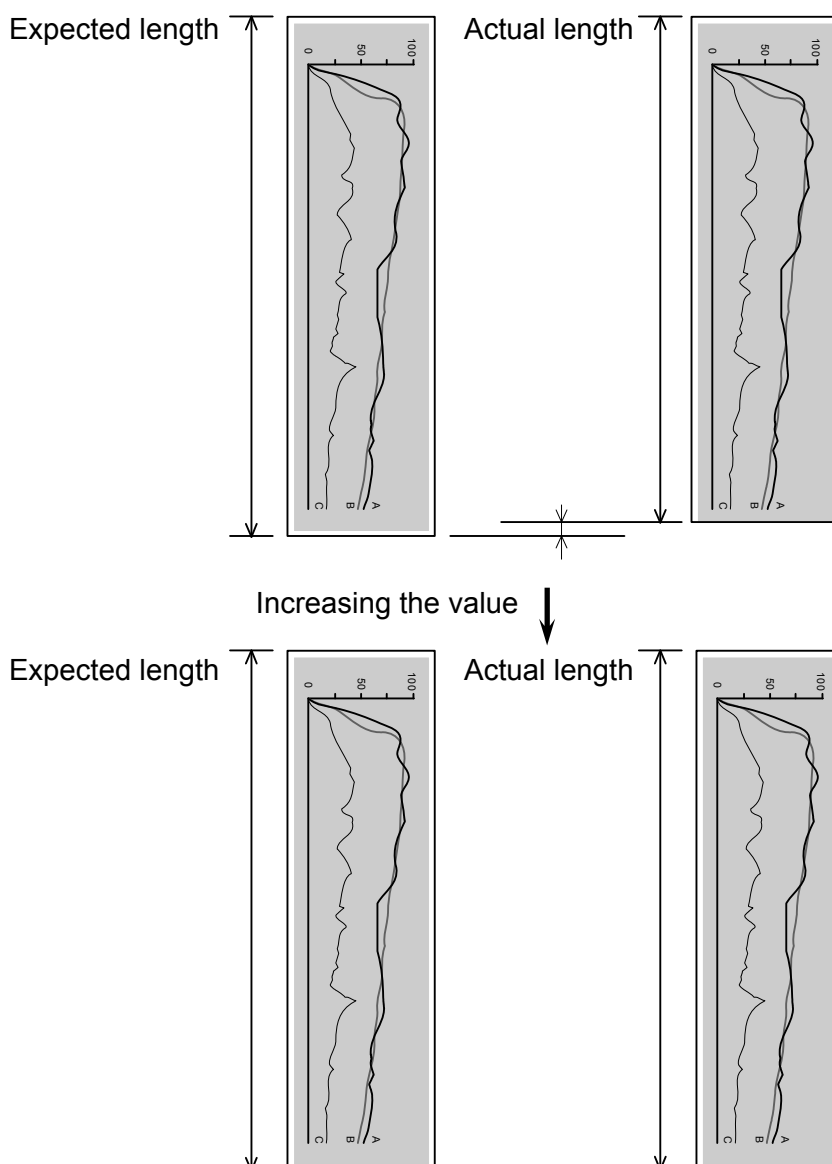 Expected length
Actual length
0 50 100
C B A
0 50 100
C B A
Increasing the value
Expected length
Actual length
0 50 100
C B A
0 50 100
C B A